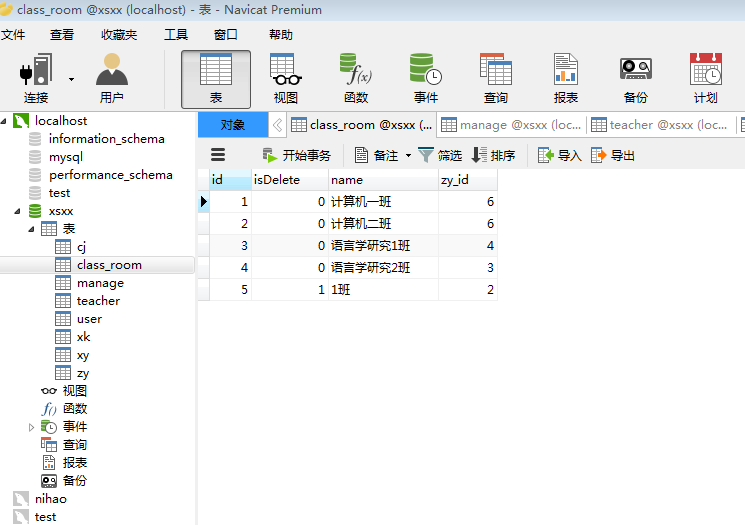 class_room @xsxx (localhost) - 表 - Navicat Premium
文件 查看 收藏夹 工具 窗口 帮助
连接 用户 表 视图 函数 事件 查询 报表 备份 计划
localhost
information_schema
mysql
performance_schema
test
xsxx
表
cj
class_room
manage
teacher
user
xk
xy
zy
视图
函数
事件
查询
报表
备份
nihao
test
对象 class_room @xsxx (... manage @xsxx (loc... teacher @xsxx (loc...
开始事务 备注 筛选 排序 导入 导出
id isDelete name zy_id
1 0 计算机一班 6
2 0 计算机二班 6
3 0 语言学研究1班 4
4 0 语言学研究2班 3
5 1 1班 2